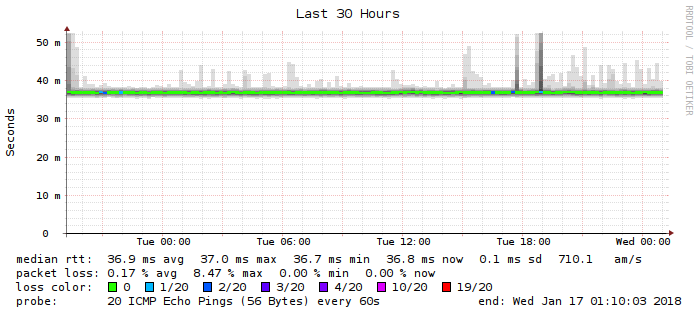 Last 30 Hours
RRDTOOL / TOBI OETIKER
Seconds
50 m
40 m
30 m
20 m
10 m
0
Tue 00:00 Tue 06:00 Tue 12:00 Tue 18:00 Wed 00:00
median rtt: 36.9 ms avg 37.0 ms max 36.7 ms min 36.8 ms now 0.1 ms sd 710.1 am/s
packet loss: 0.17 % avg 8.47 % max 0.00 % min 0.00 % now
loss color: 0 1/20 2/20 3/20 4/20 10/20 19/20
probe: 20 ICMP Echo Pings (56 Bytes) every 60s end: Wed Jan 17 01:10:03 2018